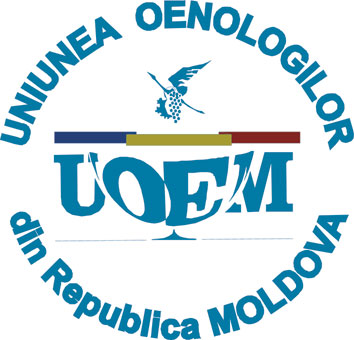 UNIUNEA OENOLOGILOR
UOEM
din Republica MOLDOVA